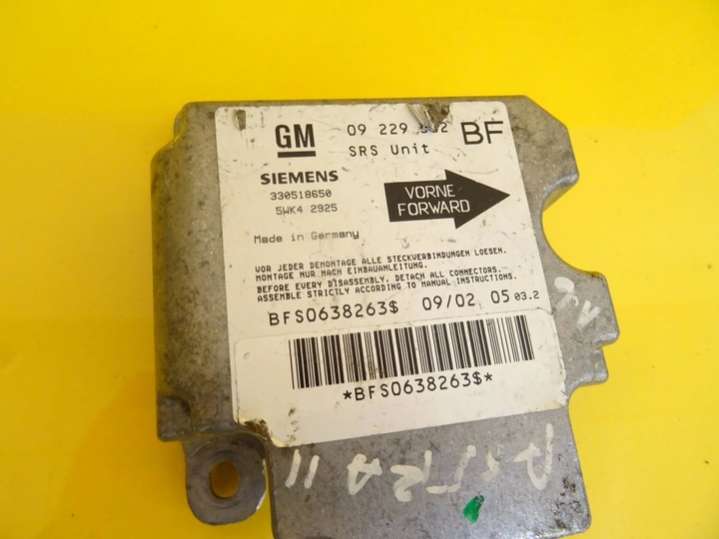 GM 09 229 BF
SRS Unit
SIEMENS
330518650
5WK4 2925
VORNE
FORWARD
Made in Germany
VOR JEDER DEMONTAGE ALLE STECKVERBINDUNGEN LOESEN.
MONTAGE NUR NACH EINBAUANLEITUNG.
BEFORE EVERY DISASSEMBLY, DETACH ALL CONNECTORS.
ASSEMBLE STRICTLY ACCORDING TO MANUAL INSTRUCTIONS.
BFS0638263$ 09/02 05 03.2
*BFS0638263$*